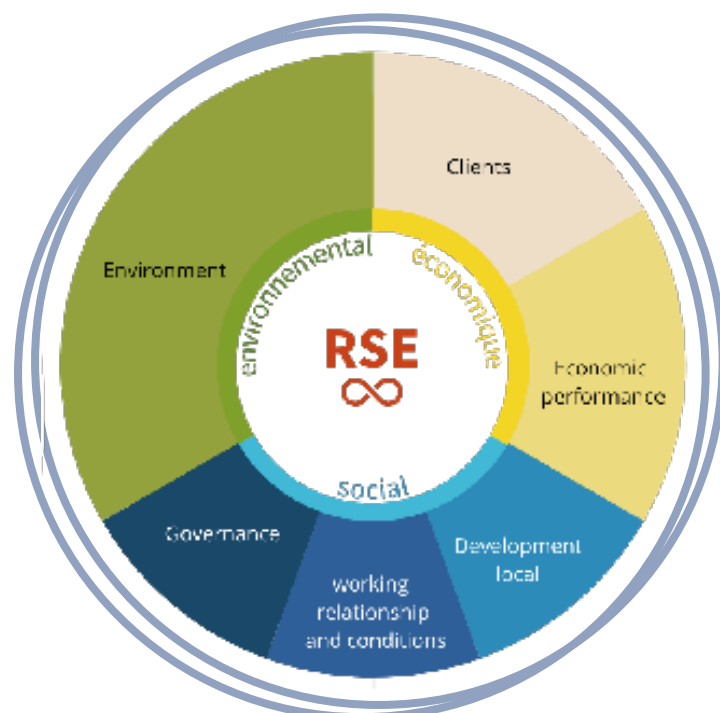 Clients
Environment
environnemental
économique
RSE
Economic
performance
social
Governance
Development
local
working
relationship
and conditions